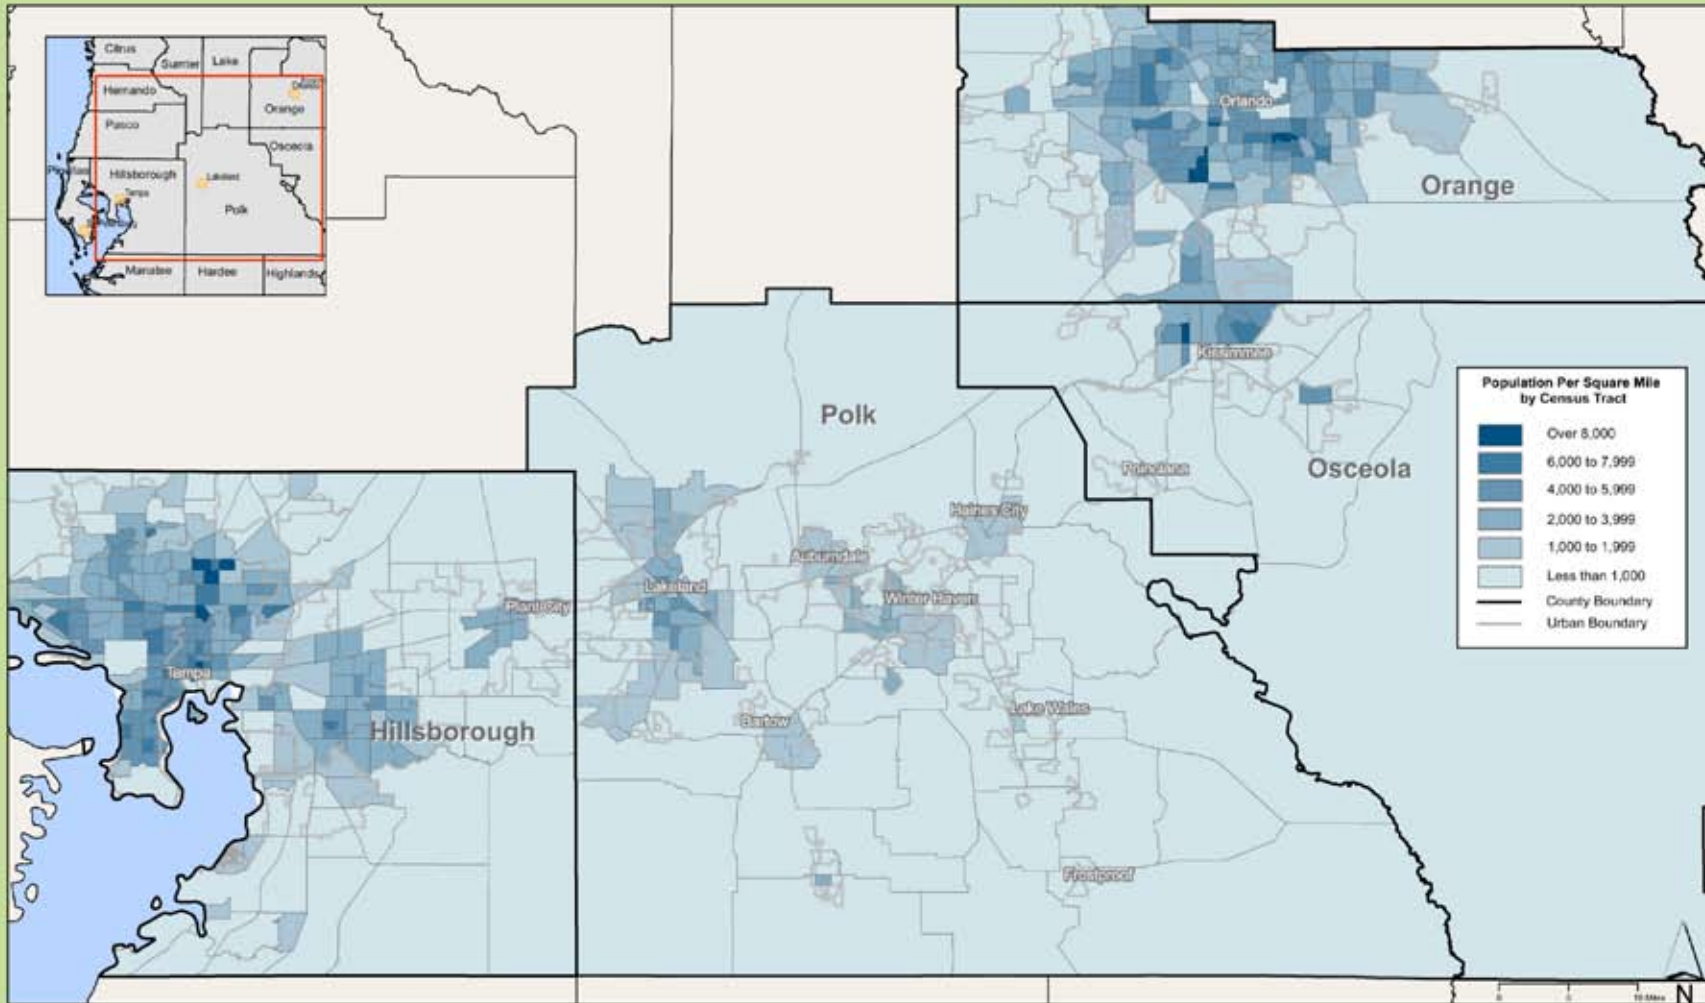 Citrus
Sumter
Lake
Hernando
Orange
Pasco
Osceola
Hillsborough
Lakeland
Tampa
Polk
Manatee
Hardee
Highlands
Orlando
Orange
Kissimmee
Polk
Poinciana
Osceola
Haines City
Auburndale
Lakeland
Winter Haven
Plant City
Tampa
Hillsborough
Bartow
Lake Wales
Frostproof
Population Per Square Mile
by Census Tract
Over 8,000
6,000 to 7,999
4,000 to 5,999
2,000 to 3,999
1,000 to 1,999
Less than 1,000
County Boundary
Urban Boundary
10 Miles
N